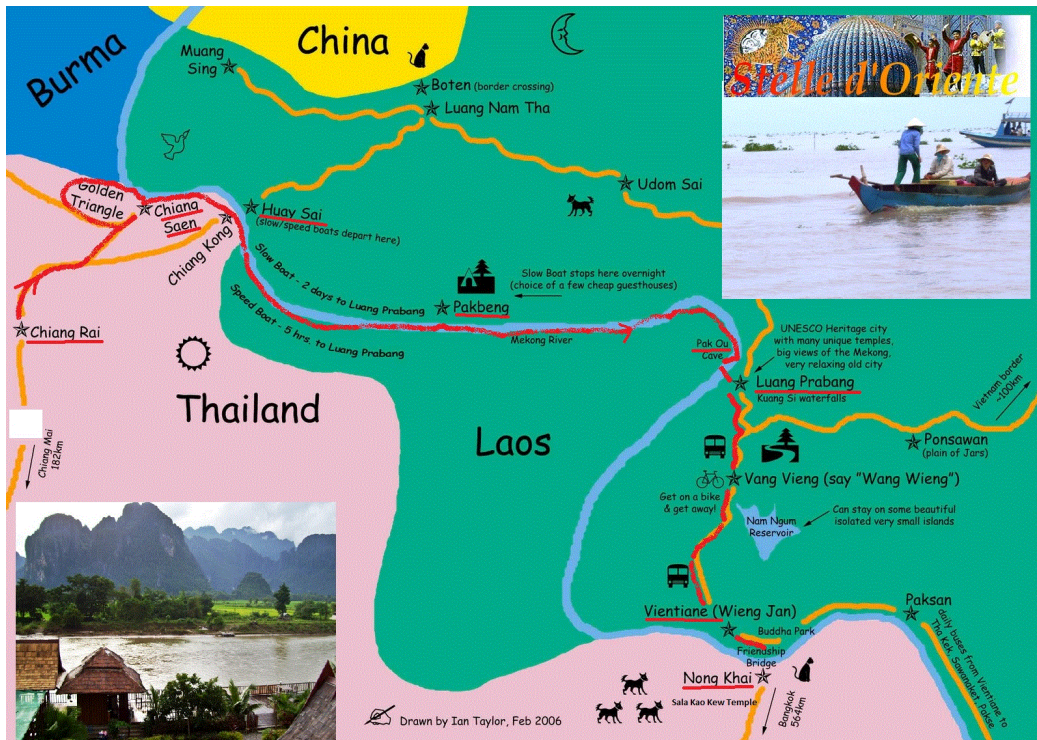 Burma
China
Muang
Sing
Boten (border crossing)
Luang Nam Tha
Stelle d'Oriente
Udom Sai
Golden
Triangle
Chiang
Saen
Chiang Kong
Huay Sai
(slow/speed boats depart here)
Slow Boat - 2 days to Luang Prabang
Speed Boat - 5 hrs. to Luang Prabang
Pakbeng
Slow Boat stops here overnight
(choice of a few cheap guesthouses)
Mekong River
Chiang Rai
Chiang Mai
182km
Thailand
Laos
Pak Ou
Cave
UNESCO Heritage city
with many unique temples,
big views of the Mekong,
very relaxing old city
Luang Prabang
Kuang Si waterfalls
Vietnam border
~100km
Ponsawan
(plain of Jars)
Vang Vieng (say "Wang Wieng")
Get on a bike
& get away!
Nam Ngum
Reservoir
Can stay on some beautiful
isolated very small islands
Vientiane (Wieng Jan)
Buddha Park
Friendship
Bridge
Paksan
daily buses from Vientiane to
Tha Kek, Sawanaket, Pakse
Nong Khai
Sala Kao Kew Temple
Bangkok
564km
Drawn by Ian Taylor, Feb 2006